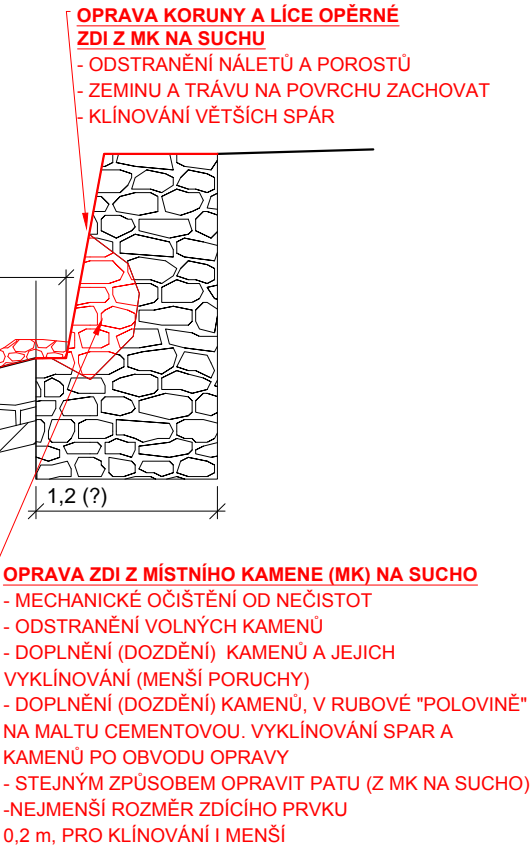 OPRAVA KORUNY A LÍCE OPĚRNÉ
ZDI Z MK NA SUCHU
- ODSTRANĚNÍ NÁLETŮ A POROSTŮ
- ZEMINU A TRÁVU NA POVRCHU ZACHOVAT
- KLÍNOVÁNÍ VĚTŠÍCH SPÁR
1,2 (?)
OPRAVA ZDI Z MÍSTNÍHO KAMENE (MK) NA SUCHO
- MECHANICKÉ OČIŠTĚNÍ OD NEČISTOT
- ODSTRANĚNÍ VOLNÝCH KAMENŮ
- DOPLNĚNÍ (DOZDĚNÍ) KAMENŮ A JEJICH
VYKLÍNOVÁNÍ (MENŠÍ PORUCHY)
- DOPLNĚNÍ (DOZDĚNÍ) KAMENŮ, V RUBOVÉ "POLOVINĚ"
NA MALTU CEMENTOVOU. VYKLÍNOVÁNÍ SPAR A
KAMENŮ PO OBVODU OPRAVY
- STEJNÝM ZPŮSOBEM OPRAVIT PATU (Z MK NA SUCHO)
-NEJMENŠÍ ROZMĚR ZDÍCÍHO PRVKU
0,2 m, PRO KLÍNOVÁNÍ I MENŠÍ